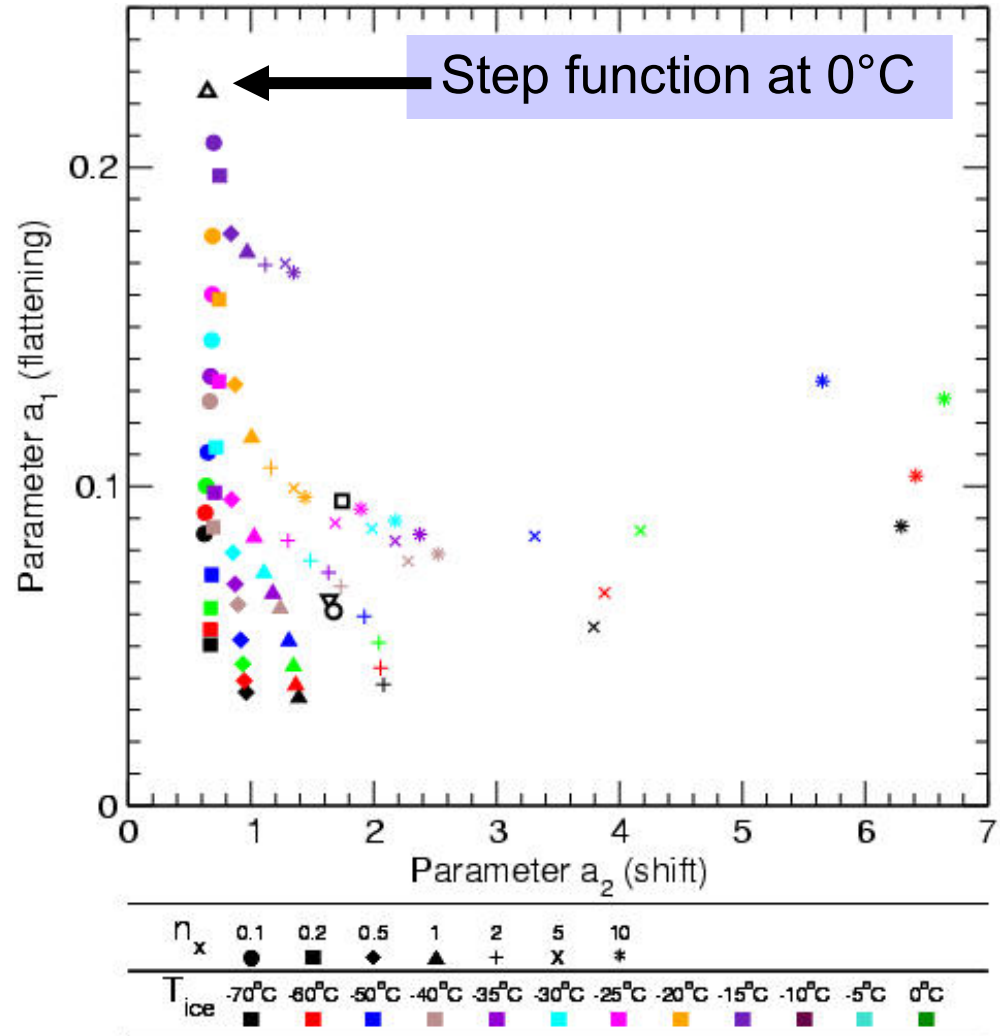 Step function at 0°C
0.2
0.1
0
Parameter a1 (flattening)
0 1 2 3 4 5 6 7
Parameter a2 (shift)
nx 0.1 0.2 0.5 1 2 5 10
Tice -70°C -60°C -50°C -40°C -35°C -30°C -25°C -20°C -15°C -10°C -5°C 0°C